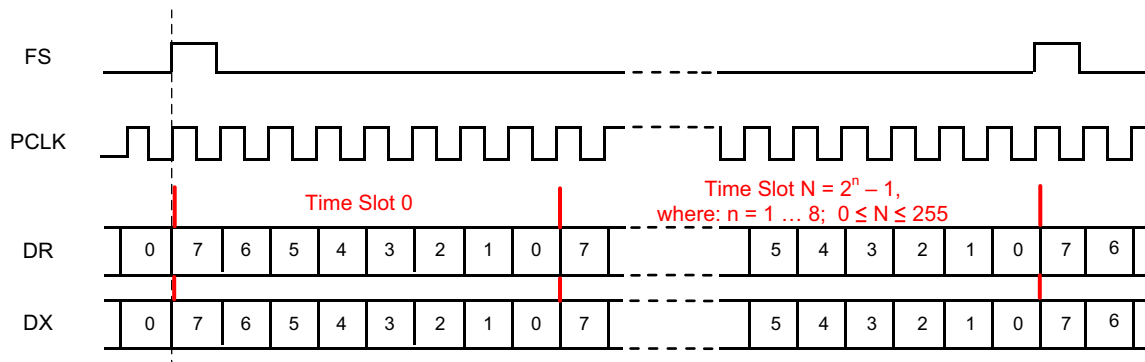 FS
PCLK
Time Slot 0
Time Slot N = 2ⁿ – 1,
where: n = 1 … 8; 0 ≤ N ≤ 255
DR 0 7 6 5 4 3 2 1 0 7 5 4 3 2 1 0 7 6
DX 0 7 6 5 4 3 2 1 0 7 5 4 3 2 1 0 7 6